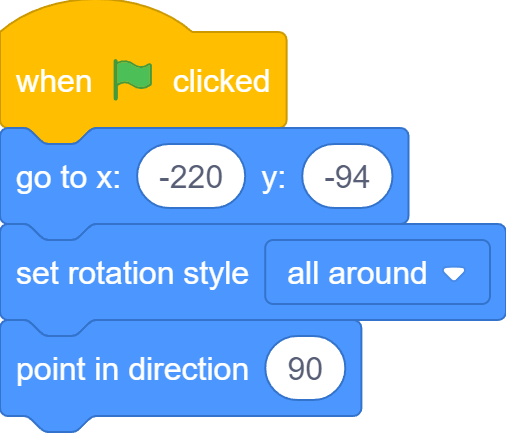 when clicked
go to x: -220 y: -94
set rotation style all around
point in direction 90